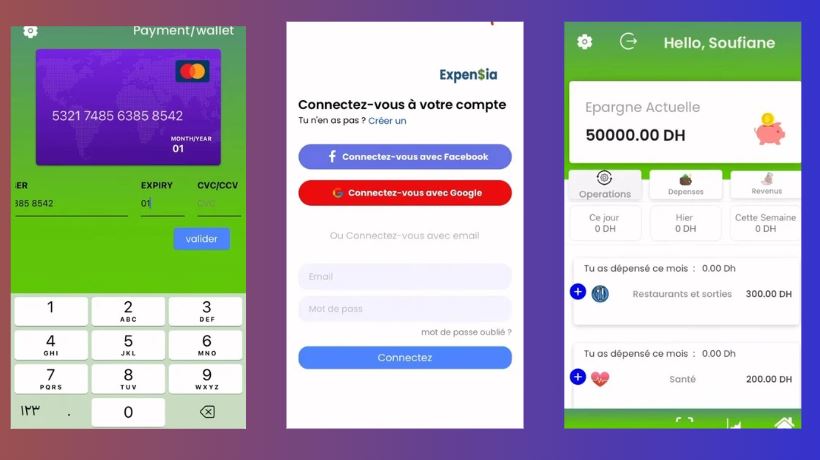 Payment/wallet
5321 7485 6385 8542
MONTH/YEAR
01
ER
EXPIRY
CVC/CCV
385 8542
01
CVC
valider
1
2
ABC
3
DEF
4
GHI
5
JKL
6
MNO
7
PQRS
8
TUV
9
WXYZ
١٢٣
.
0
Expen$ia
Connectez-vous à votre compte
Tu n'en as pas ? Créer un
Connectez-vous avec Facebook
Connectez-vous avec Google
Ou Connectez-vous avec email
Email
Mot de pass
mot de passe oublié ?
Connectez
Hello, Soufiane
Epargne Actuelle
50000.00 DH
Operations
Depenses
Revenus
Ce jour
0 DH
Hier
0 DH
Cette Semaine
0 DH
Tu as dépensé ce mois : 0.00 Dh
Restaurants et sorties 300.00 DH
Tu as dépensé ce mois : 0.00 Dh
Santé 200.00 DH